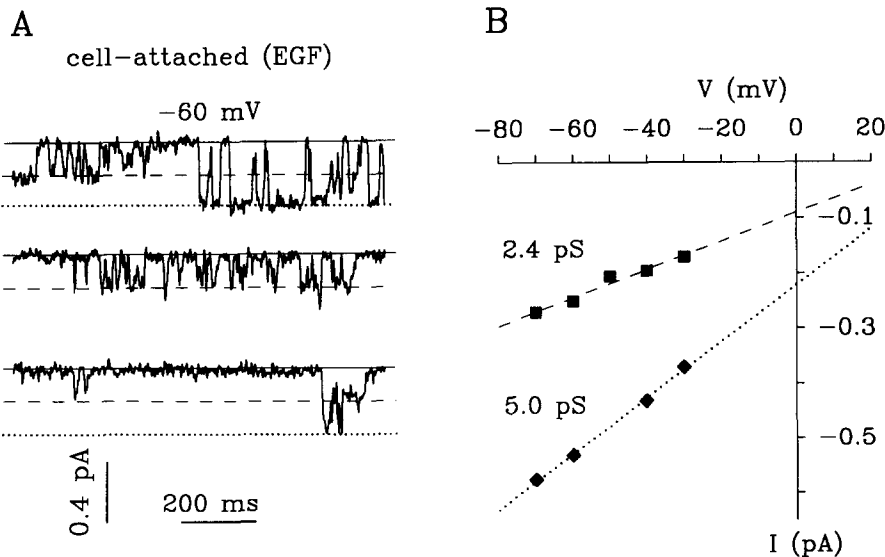 A
cell-attached (EGF)
-60 mV
0.4 pA
200 ms
B
V (mV)
-80 -60 -40 -20 0 20
-0.1
2.4 pS
-0.3
5.0 pS
-0.5
I (pA)